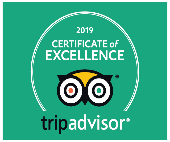 2019
CERTIFICATE of
EXCELLENCE
tripadvisor®